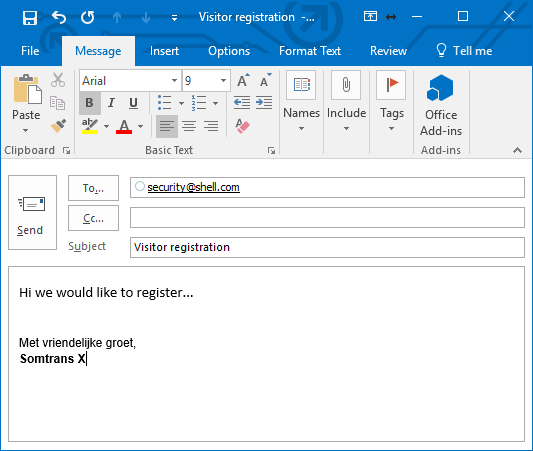 Visitor registration -...
File Message Insert Options Format Text Review Tell me
Arial 9
Paste
B I U
ab A
Names Include Tags Office Add-ins
Clipboard Basic Text Add-ins
To... security@shell.com
Cc...
Send
Subject Visitor registration
Hi we would like to register...
Met vriendelijke groet,
Somtrans X